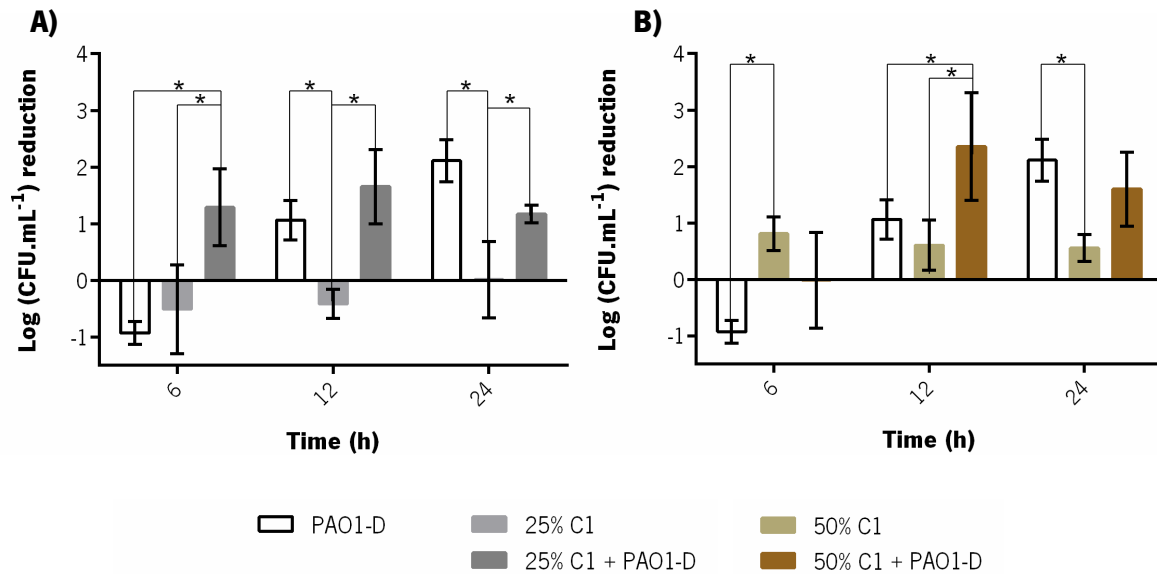 A)
Log (CFU.mL⁻¹) reduction
4
3
2
1
0
-1
* * * * * *
6 12 24
Time (h)
B)
Log (CFU.mL⁻¹) reduction
4
3
2
1
0
-1
* * * *
6 12 24
Time (h)
PAO1-D
25% C1
25% C1 + PAO1-D
50% C1
50% C1 + PAO1-D